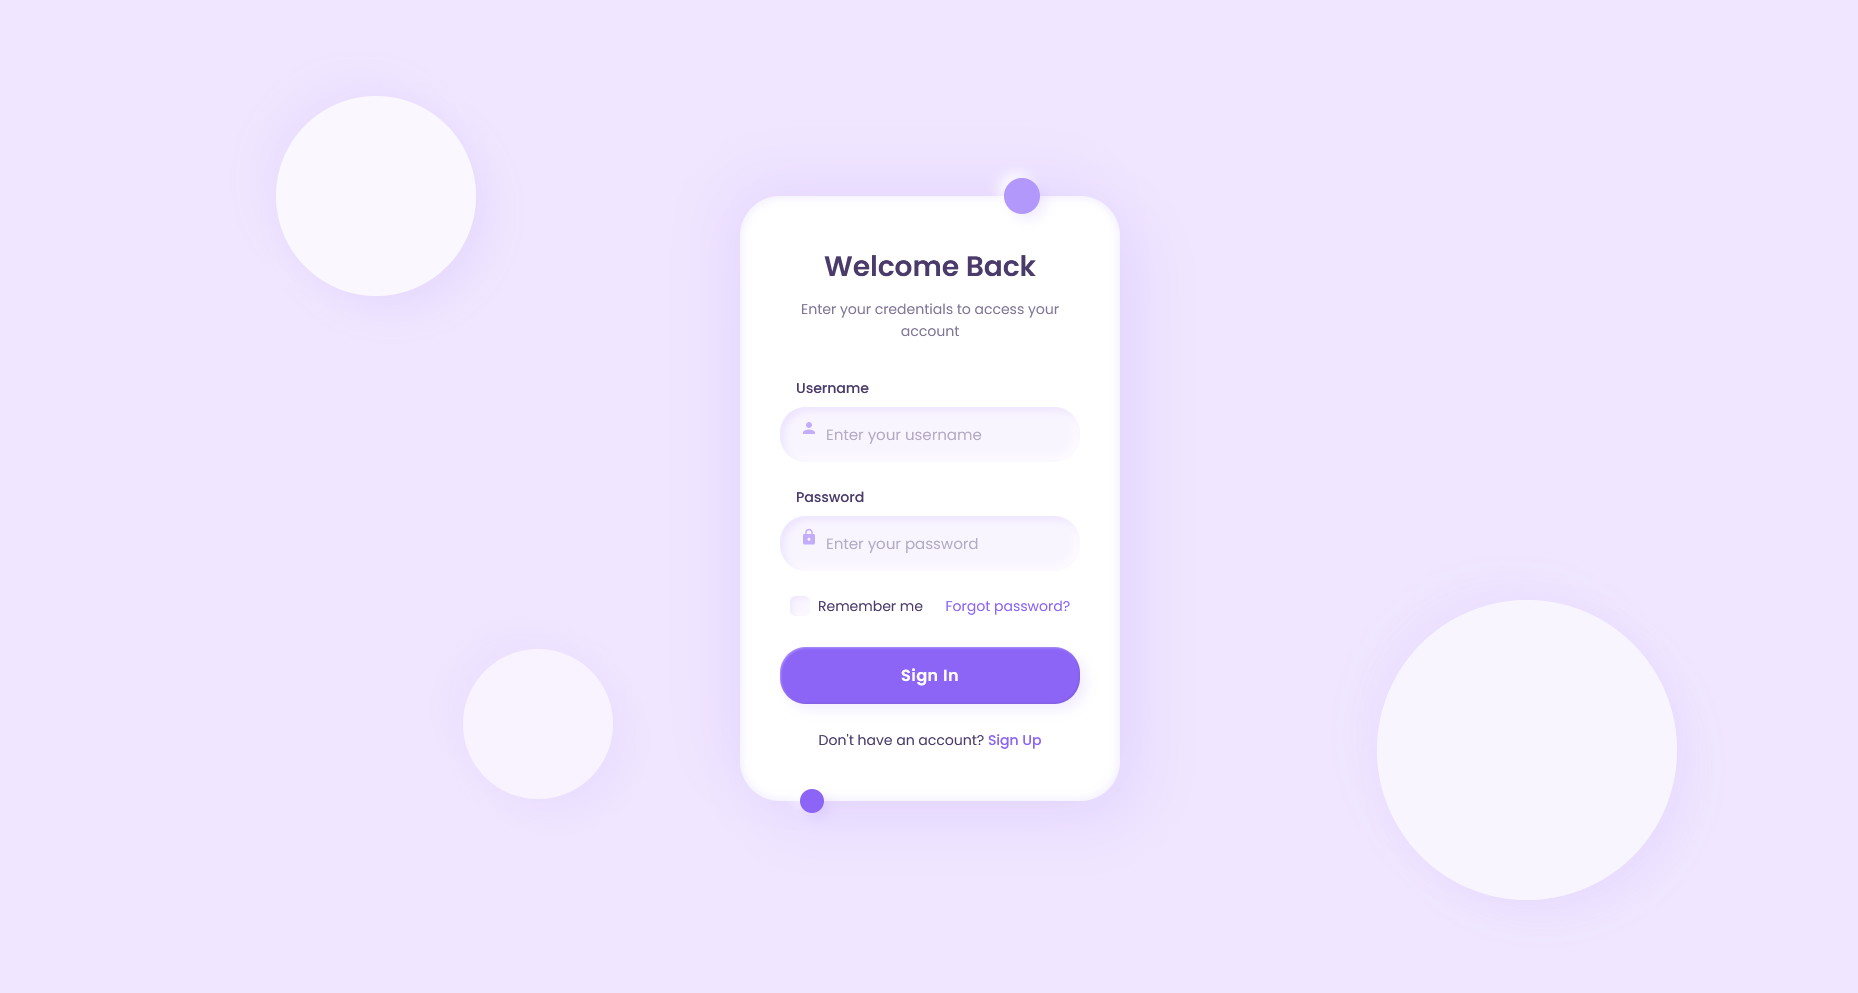 Welcome Back
Enter your credentials to access your
account
Username
Enter your username
Password
Enter your password
Remember me Forgot password?
Sign In
Don't have an account? Sign Up